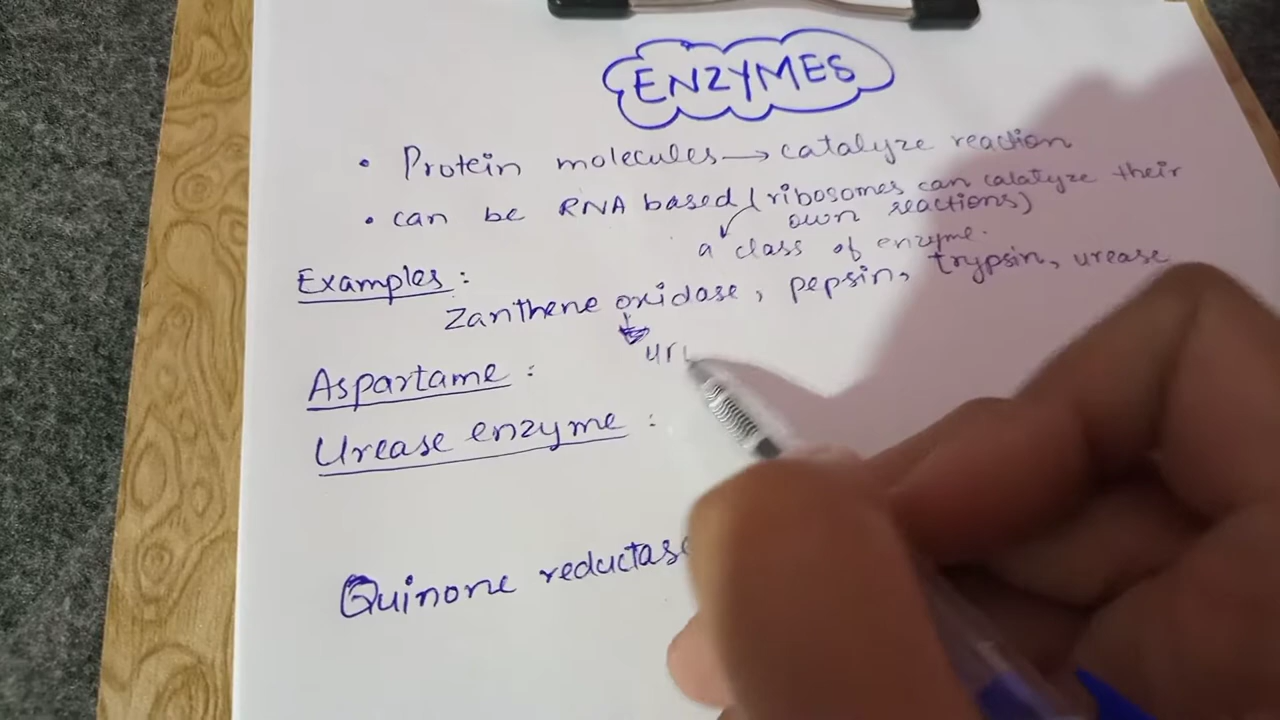 ENZYMES
• Protein molecules → catalyze reaction
• can be RNA based (ribosomes can catalyze their
own reactions)
a class of enzyme.
Examples:
Zanthene oxidase, pepsin, trypsin, urease
uri
Aspartame :
Urease enzyme :
Quinone reductase